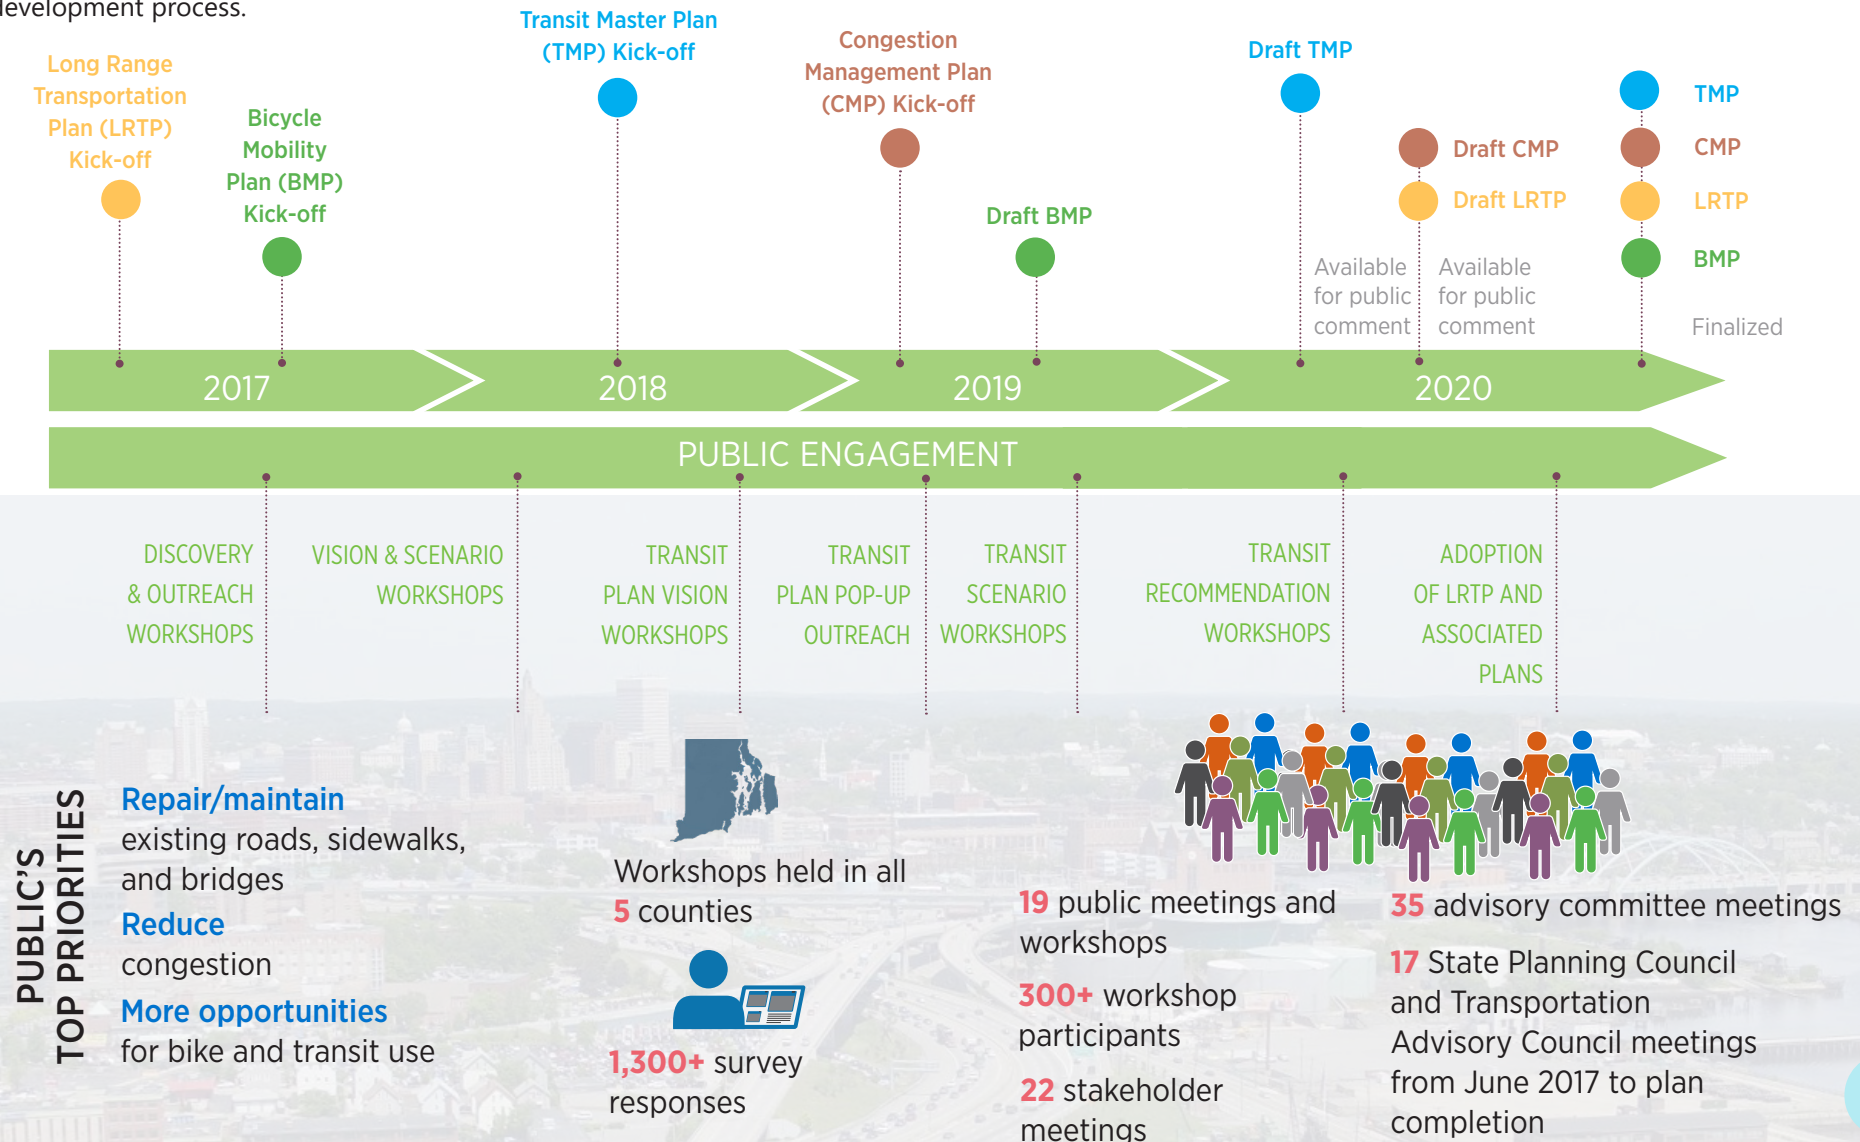 development process.
Long Range
Transportation
Plan (LRTP)
Kick-off
Bicycle
Mobility
Plan (BMP)
Kick-off
Transit Master Plan
(TMP) Kick-off
Congestion
Management Plan
(CMP) Kick-off
Draft BMP
Draft TMP
Draft CMP
Draft LRTP
Available
for public
comment
Available
for public
comment
TMP
CMP
LRTP
BMP
Finalized
2017
2018
2019
2020
PUBLIC ENGAGEMENT
DISCOVERY
& OUTREACH
WORKSHOPS
VISION & SCENARIO
WORKSHOPS
TRANSIT
PLAN VISION
WORKSHOPS
TRANSIT
PLAN POP-UP
OUTREACH
TRANSIT
SCENARIO
WORKSHOPS
TRANSIT
RECOMMENDATION
WORKSHOPS
ADOPTION
OF LRTP AND
ASSOCIATED
PLANS
PUBLIC'S
TOP PRIORITIES
Repair/maintain
existing roads, sidewalks,
and bridges
Reduce
congestion
More opportunities
for bike and transit use
Workshops held in all
5 counties
1,300+ survey
responses
19 public meetings and
workshops
300+ workshop
participants
22 stakeholder
meetings
35 advisory committee meetings
17 State Planning Council
and Transportation
Advisory Council meetings
from June 2017 to plan
completion